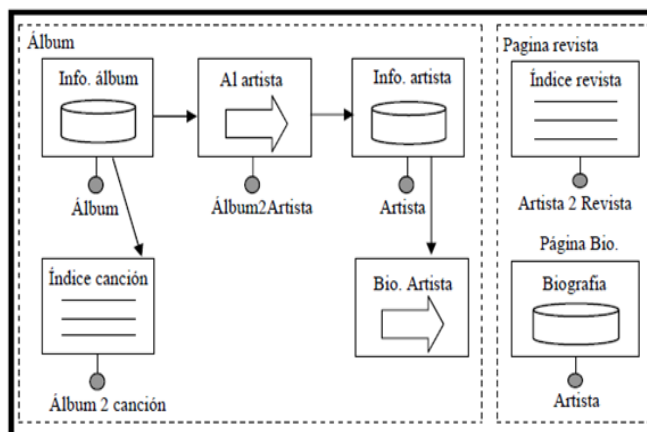 Álbum
Info. álbum
Al artista
Info. artista
Álbum
Álbum2Artista
Artista
Índice canción
Bio. Artista
Álbum 2 canción
Pagina revista
Índice revista
Artista 2 Revista
Página Bio.
Biografía
Artista